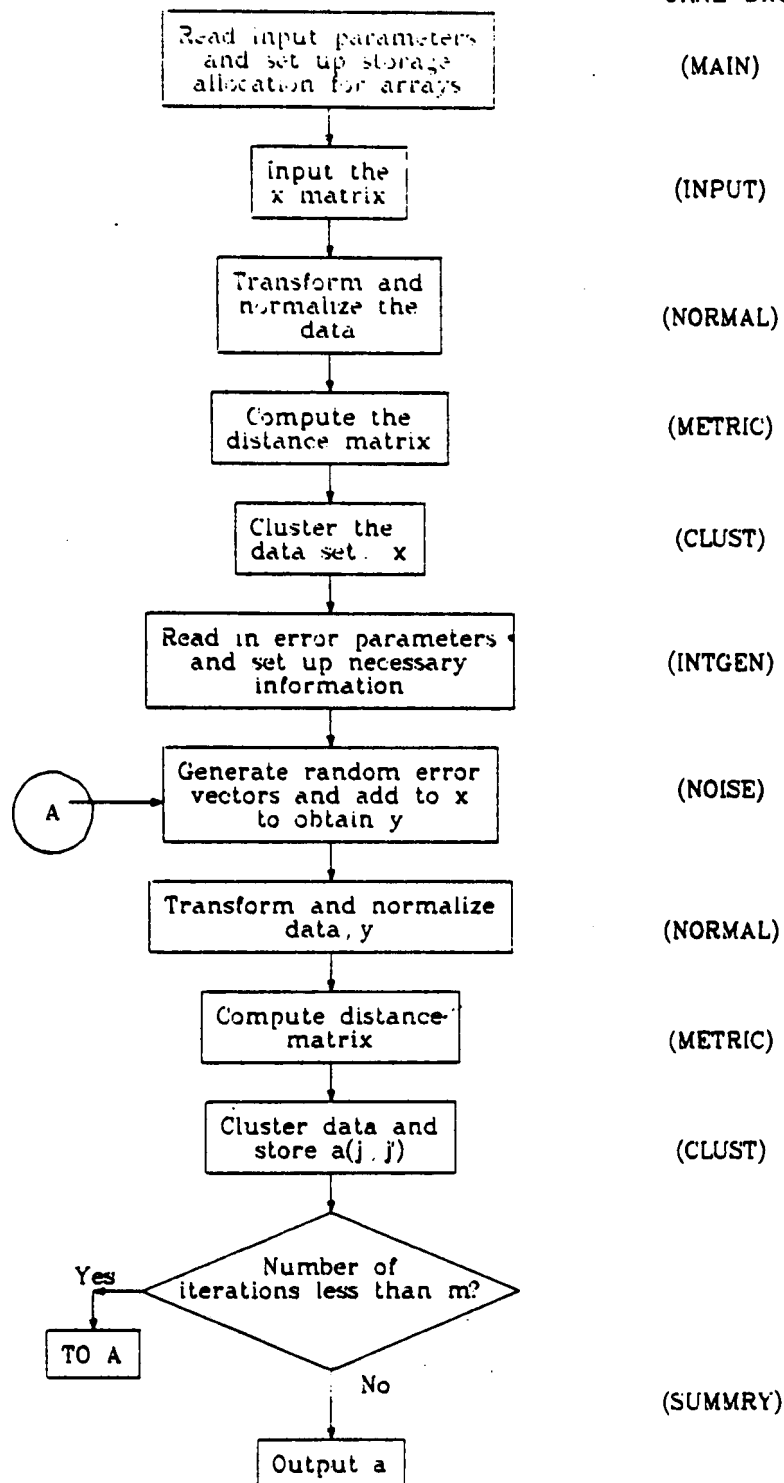 Read input parameters
and set up storage
allocation for arrays
(MAIN)
input the
x matrix
(INPUT)
Transform and
normalize the
data
(NORMAL)
Compute the
distance matrix
(METRIC)
Cluster the
data set. x
(CLUST)
Read in error parameters
and set up necessary
information
(INTGEN)
A
Generate random error
vectors and add to x
to obtain y
(NOISE)
Transform and normalize
data, y
(NORMAL)
Compute distance
matrix
(METRIC)
Cluster data and
store a(j, j')
(CLUST)
Number of
iterations less than m?
Yes
TO A
No
(SUMMRY)
Output a